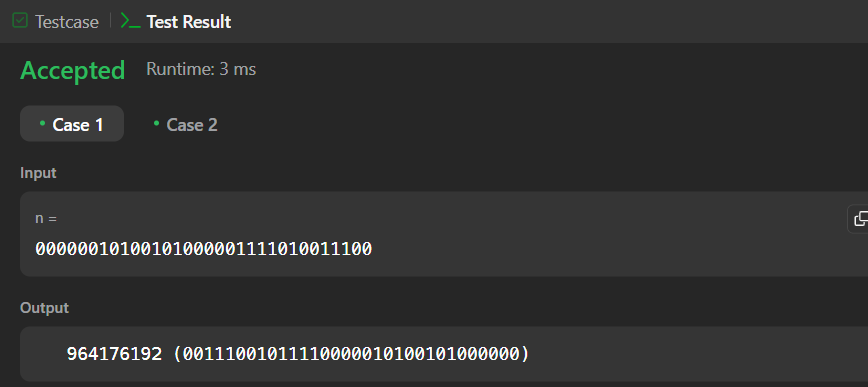 Testcase Test Result
Accepted Runtime: 3 ms
Case 1 Case 2
Input
n =
00000010100101000001111010011100
Output
964176192 (00111001011110000010100101000000)